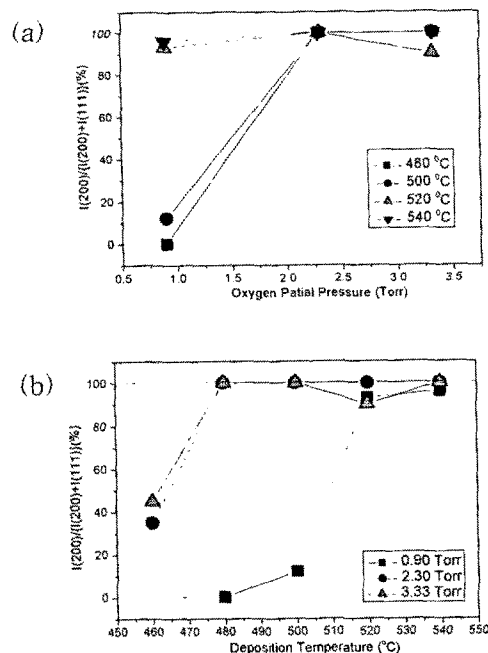 (a)
I(200)/{I(200)+I(111)}(%)
100
80
60
40
20
0
480 °C
500 °C
520 °C
540 °C
0.5
1.0
1.5
2.0
2.5
3.0
3.5
Oxygen Patial Pressure (Torr)
(b)
I(200)/{I(200)+I(111)}(%)
100
80
60
40
20
0
0.90 Torr
2.30 Torr
3.33 Torr
450
460
470
480
490
500
510
520
530
540
550
Deposition Temperature (°C)